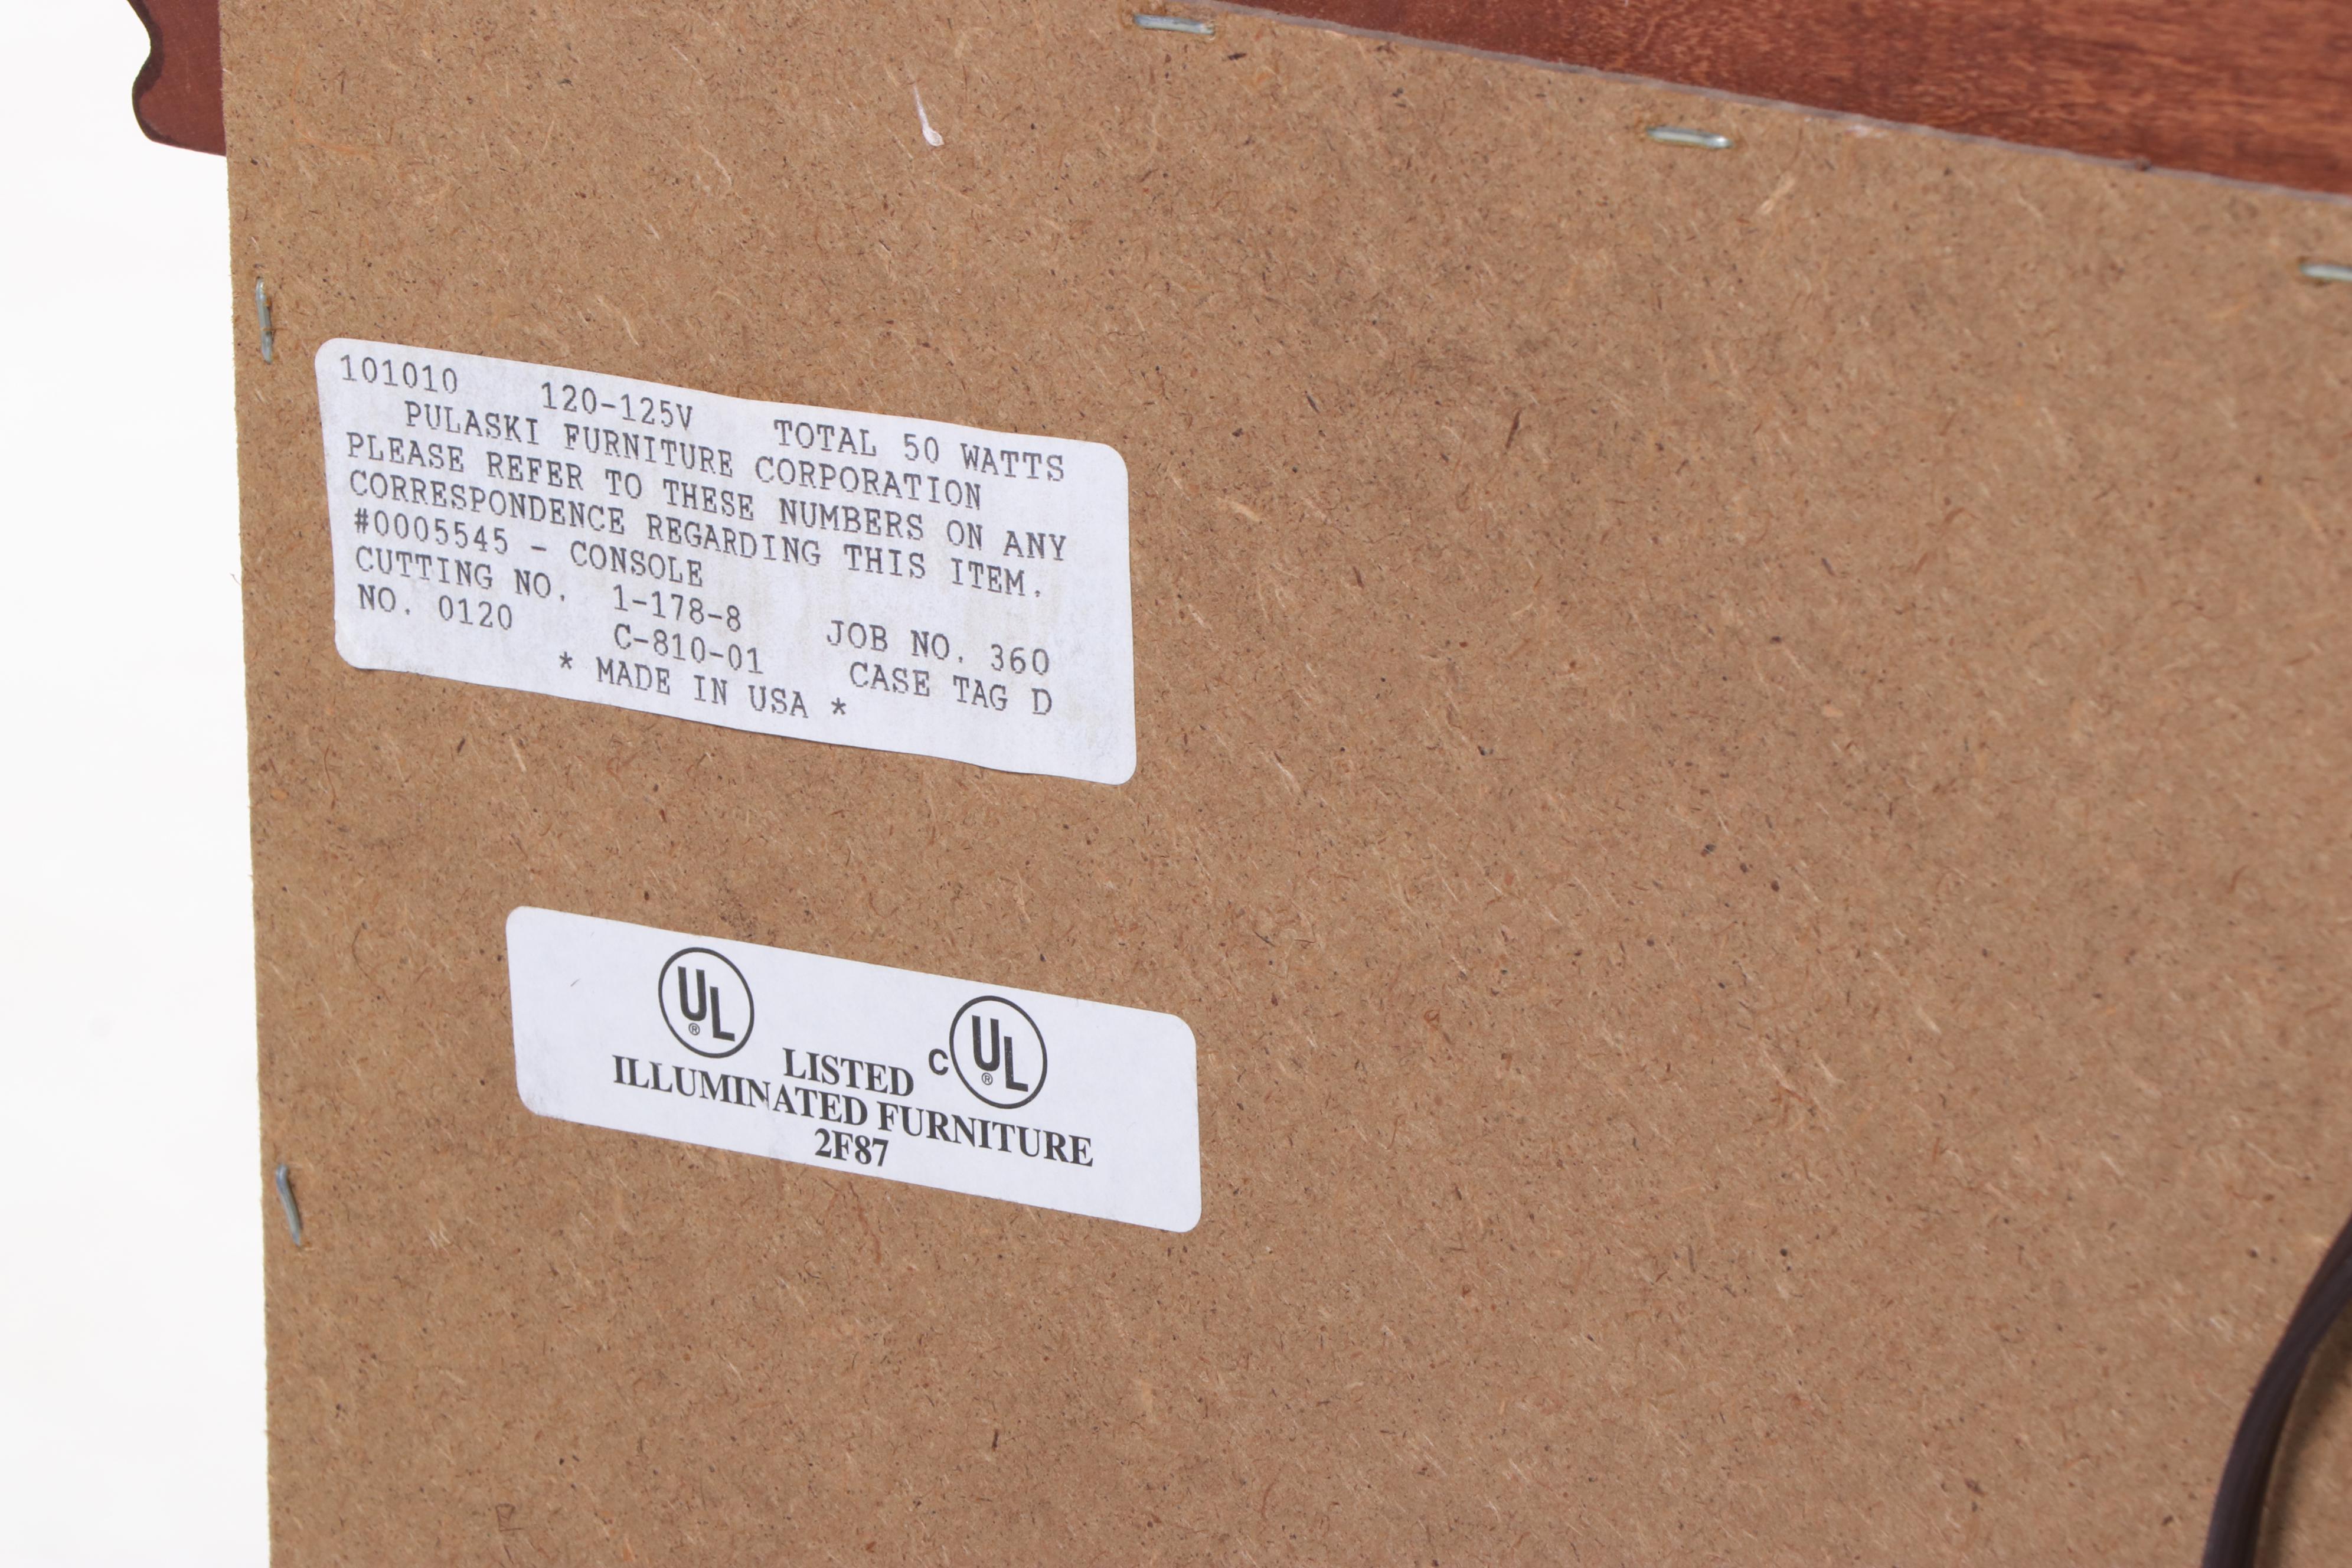 101010 120-125V TOTAL 50 WATTS
PULASKI FURNITURE CORPORATION
PLEASE REFER TO THESE NUMBERS ON ANY
CORRESPONDENCE REGARDING THIS ITEM.
#0005545 - CONSOLE
CUTTING NO. 1-178-8 JOB NO. 360
NO. 0120 C-810-01 CASE TAG D
* MADE IN USA *
UL ® LISTED C UL ®
ILLUMINATED FURNITURE
2F87